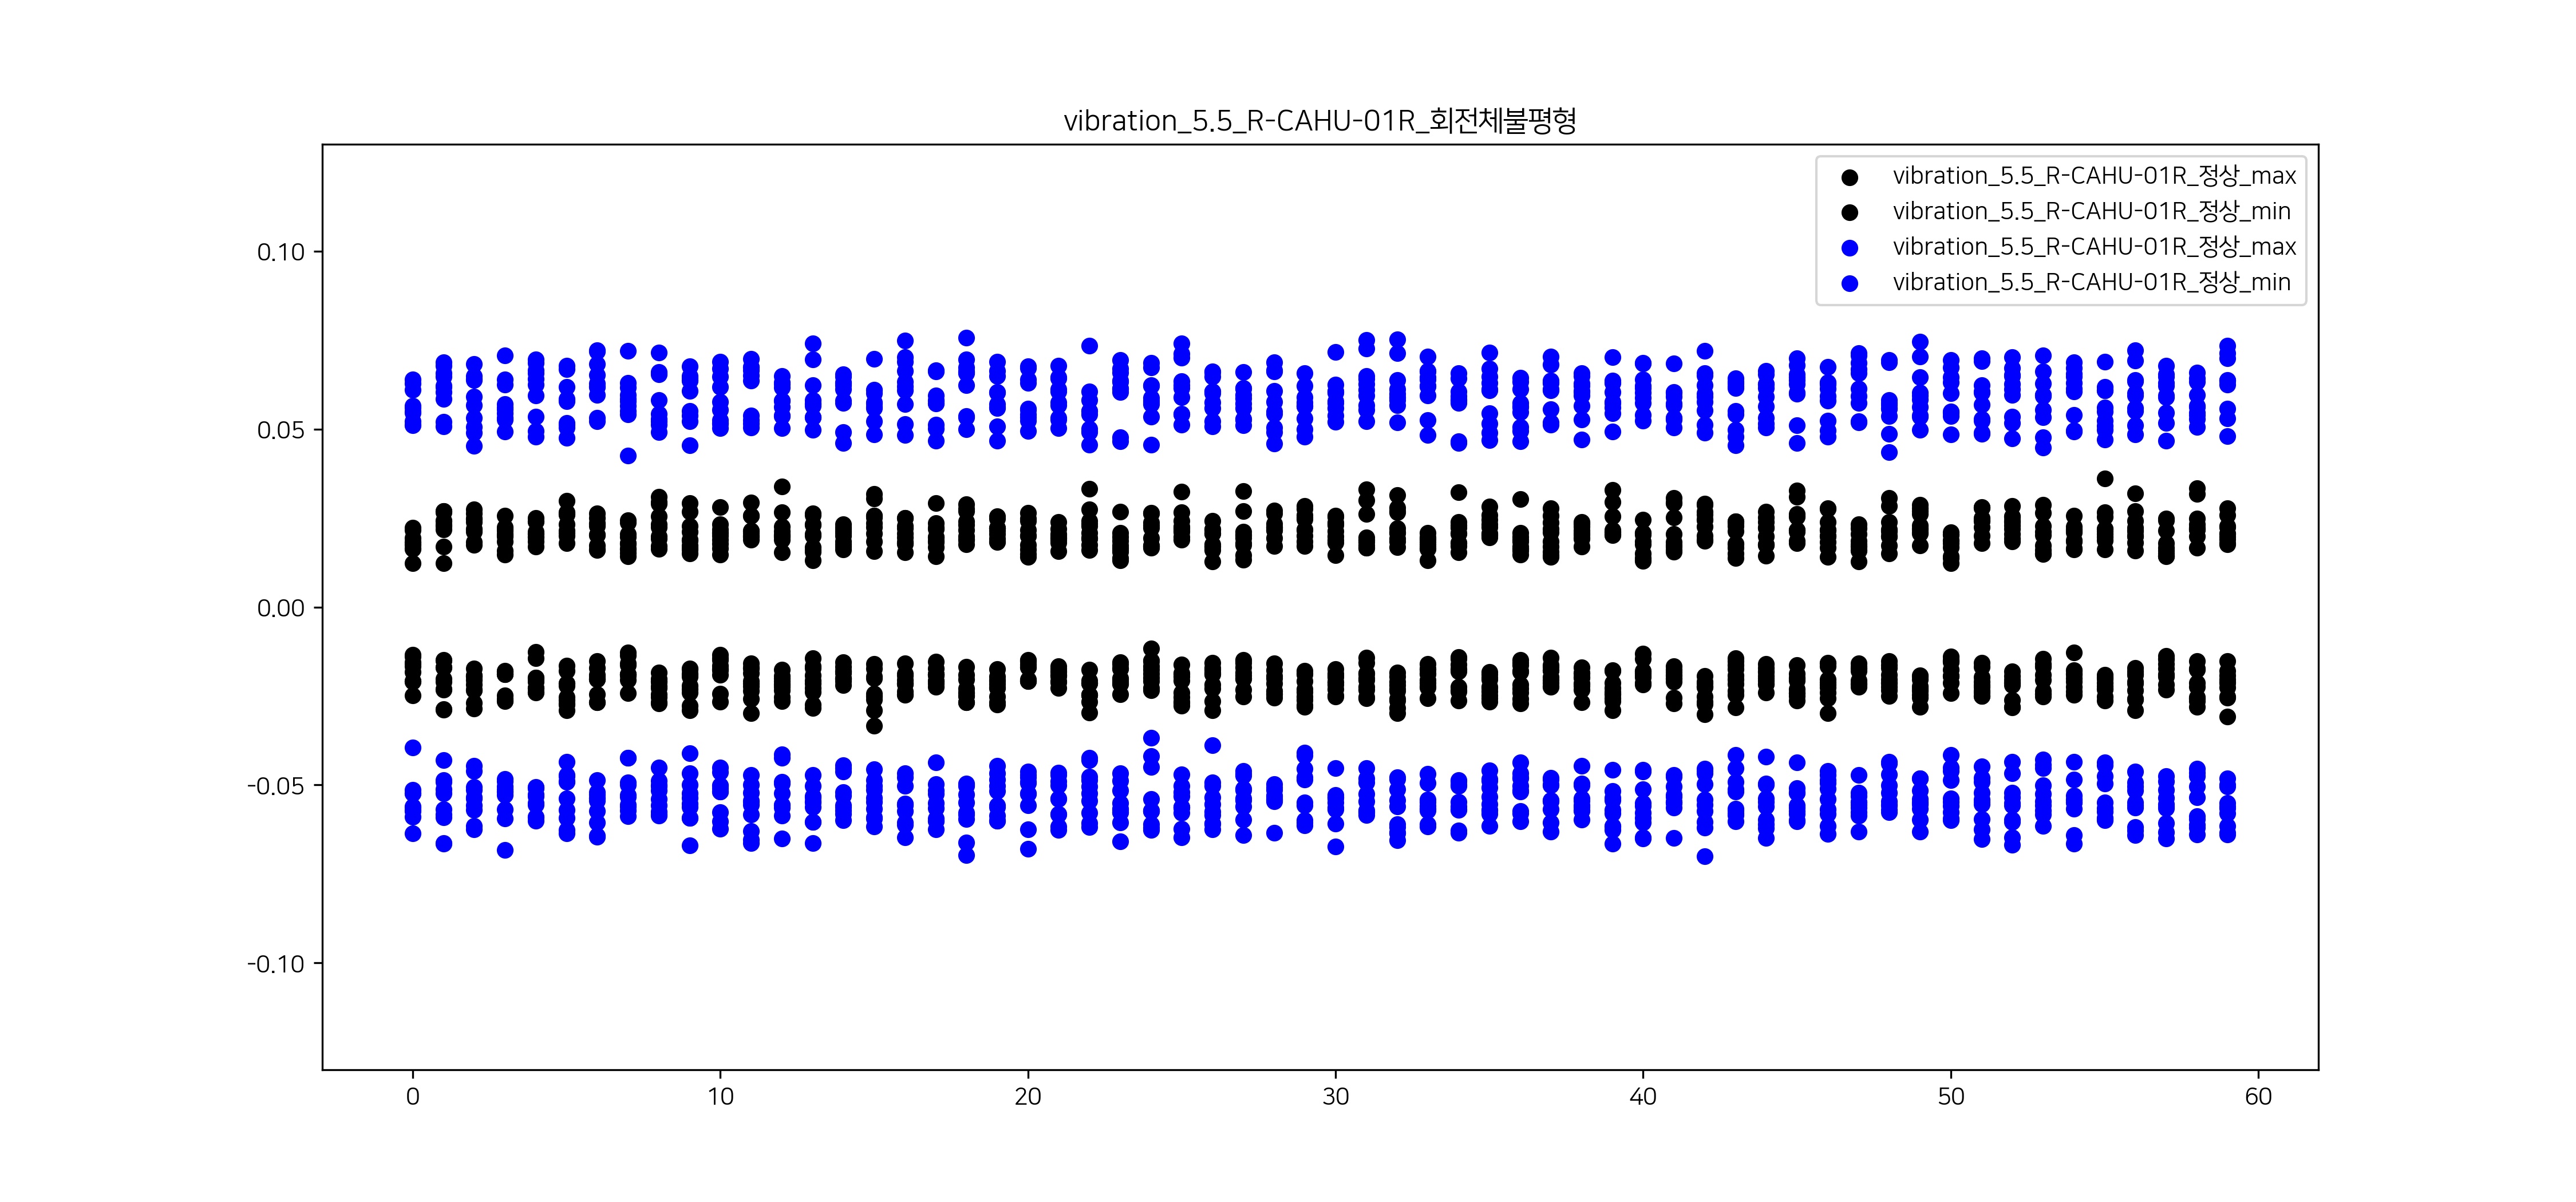 vibration_5.5_R-CAHU-01R_회전체불평형
vibration_5.5_R-CAHU-01R_정상_max
vibration_5.5_R-CAHU-01R_정상_min
vibration_5.5_R-CAHU-01R_정상_max
vibration_5.5_R-CAHU-01R_정상_min
0.10
0.05
0.00
-0.05
-0.10
0 10 20 30 40 50 60